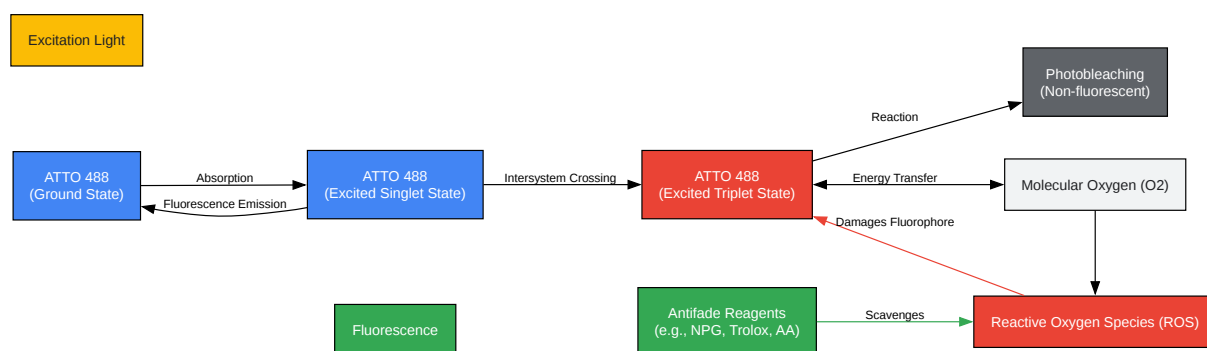 Excitation Light
Photobleaching
(Non-fluorescent)
Reaction
ATTO 488
(Ground State)
Absorption
Fluorescence Emission
ATTO 488
(Excited Singlet State)
Intersystem Crossing
ATTO 488
(Excited Triplet State)
Energy Transfer
Molecular Oxygen (O2)
Damages Fluorophore
Fluorescence
Antifade Reagents
(e.g., NPG, Trolox, AA)
Scavenges
Reactive Oxygen Species (ROS)